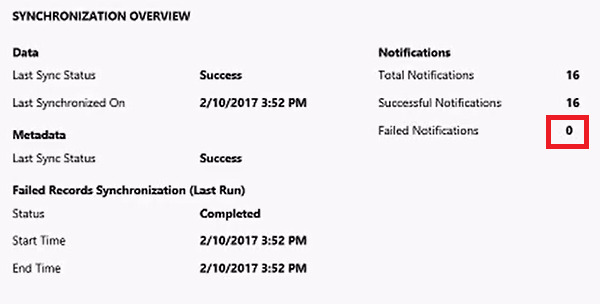 SYNCHRONIZATION OVERVIEW
Data
Last Sync Status Success
Last Synchronized On 2/10/2017 3:52 PM
Metadata
Last Sync Status Success
Failed Records Synchronization (Last Run)
Status Completed
Start Time 2/10/2017 3:52 PM
End Time 2/10/2017 3:52 PM
Notifications
Total Notifications 16
Successful Notifications 16
Failed Notifications 0